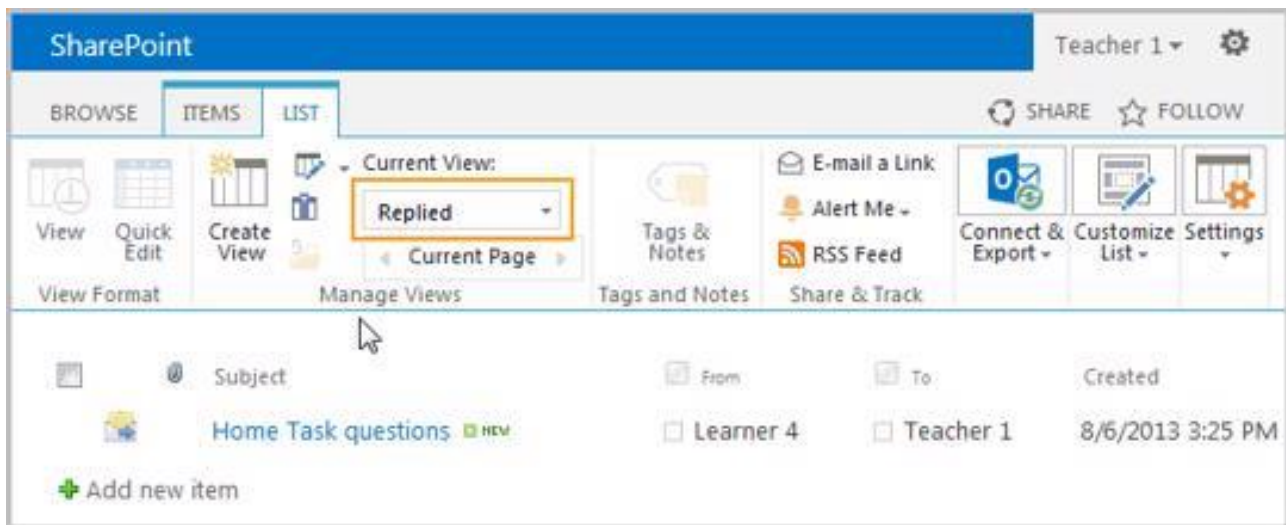 SharePoint
Teacher 1
BROWSE ITEMS LIST SHARE FOLLOW
View
Quick Edit
View Format
Create View
Current View:
Replied
Current Page
Manage Views
Tags & Notes
Tags and Notes
E-mail a Link
Alert Me
RSS Feed
Share & Track
Connect & Export
Customize List
Settings
Subject From To Created
Home Task questions NEW Learner 4 Teacher 1 8/6/2013 3:25 PM
Add new item